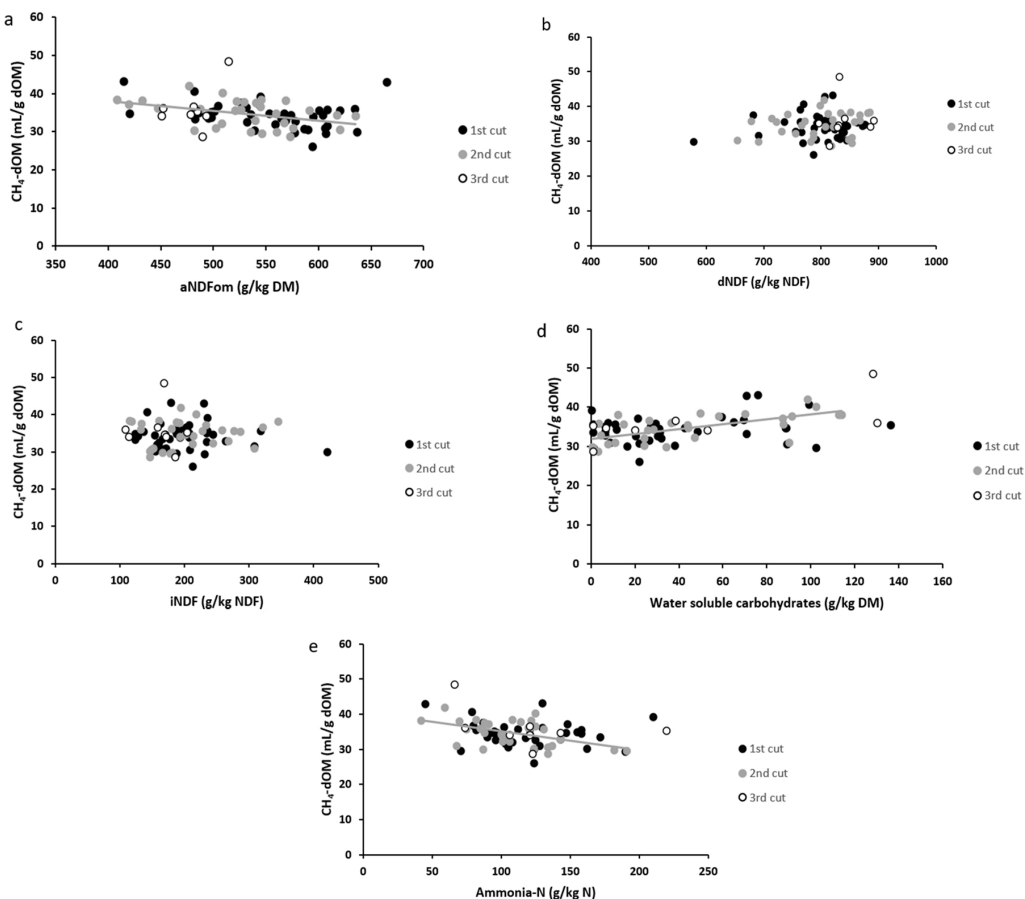 a
60
50
40
30
20
10
0
CH₄-dOM (mL/g dOM)
350 400 450 500 550 600 650 700
aNDFom (g/kg DM)
1st cut
2nd cut
3rd cut
b
60
50
40
30
20
10
0
CH₄-dOM (mL/g dOM)
400 500 600 700 800 900 1000
dNDF (g/kg NDF)
1st cut
2nd cut
3rd cut
c
60
50
40
30
20
10
0
CH₄-dOM (mL/g dOM)
0 100 200 300 400 500
iNDF (g/kg NDF)
1st cut
2nd cut
3rd cut
d
60
50
40
30
20
10
0
CH₄-dOM (mL/g dOM)
0 20 40 60 80 100 120 140 160
Water soluble carbohydrates (g/kg DM)
1st cut
2nd cut
3rd cut
e
60
50
40
30
20
10
0
CH₄-dOM (mL/g dOM)
0 50 100 150 200 250
Ammonia-N (g/kg N)
1st cut
2nd cut
3rd cut